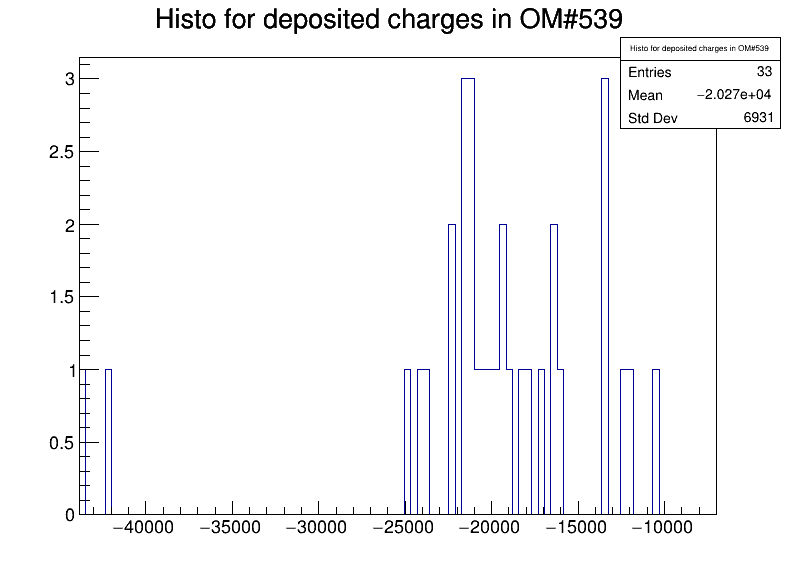 Histo for deposited charges in OM#539
Histo for deposited charges in OM#539
Entries 33
Mean −2.027e+04
Std Dev 6931
3
2.5
2
1.5
1
0.5
0
−40000 −35000 −30000 −25000 −20000 −15000 −10000